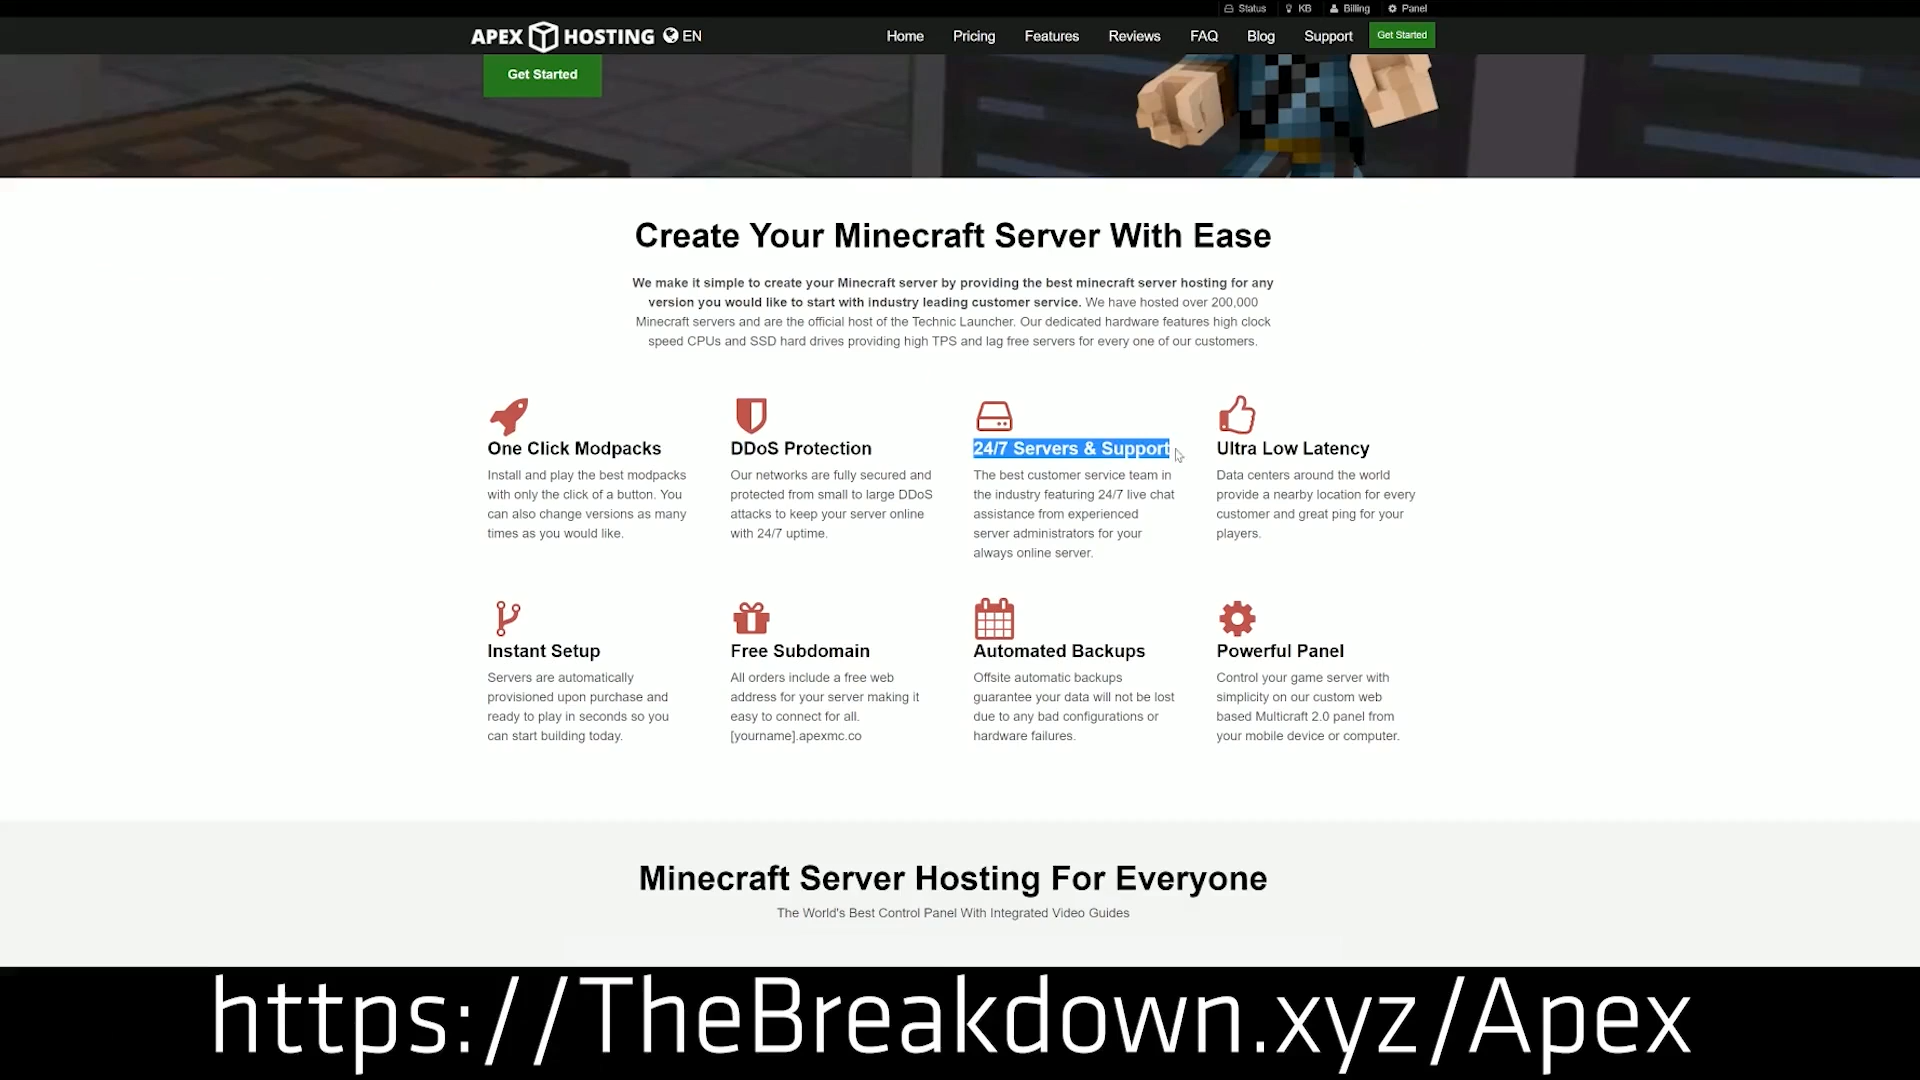 Status KB Billing Panel
APEX HOSTING EN Home Pricing Features Reviews FAQ Blog Support Get Started
Get Started
Create Your Minecraft Server With Ease
We make it simple to create your Minecraft server by providing the best minecraft server hosting for any
version you would like to start with industry leading customer service. We have hosted over 200,000
Minecraft servers and are the official host of the Technic Launcher. Our dedicated hardware features high clock
speed CPUs and SSD hard drives providing high TPS and lag free servers for every one of our customers.
One Click Modpacks
Install and play the best modpacks
with only the click of a button. You
can also change versions as many
times as you would like.
DDoS Protection
Our networks are fully secured and
protected from small to large DDoS
attacks to keep your server online
with 24/7 uptime.
24/7 Servers & Support
The best customer service team in
the industry featuring 24/7 live chat
assistance from experienced
server administrators for your
always online server.
Ultra Low Latency
Data centers around the world
provide a nearby location for every
customer and great ping for your
players.
Instant Setup
Servers are automatically
provisioned upon purchase and
ready to play in seconds so you
can start building today.
Free Subdomain
All orders include a free web
address for your server making it
easy to connect for all.
[yourname].apexmc.co
Automated Backups
Offsite automatic backups
guarantee your data will not be lost
due to any bad configurations or
hardware failures.
Powerful Panel
Control your game server with
simplicity on our custom web
based Multicraft 2.0 panel from
your mobile device or computer.
Minecraft Server Hosting For Everyone
The World's Best Control Panel With Integrated Video Guides
https://TheBreakdown.xyz/Apex